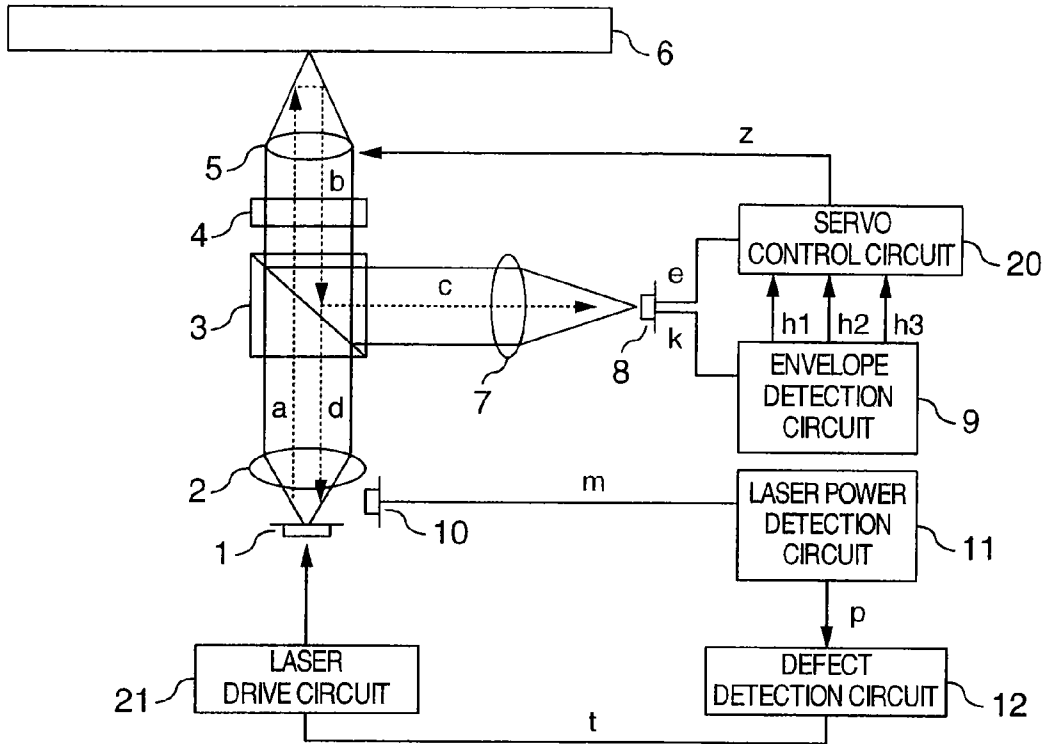 6
5
z
b
4
SERVO
CONTROL CIRCUIT
20
3
c
e
8
k
h1
h2
h3
7
ENVELOPE
DETECTION
CIRCUIT
9
a
d
2
m
10
1
LASER POWER
DETECTION
CIRCUIT
11
p
LASER
DRIVE CIRCUIT
21
DEFECT
DETECTION CIRCUIT
12
t